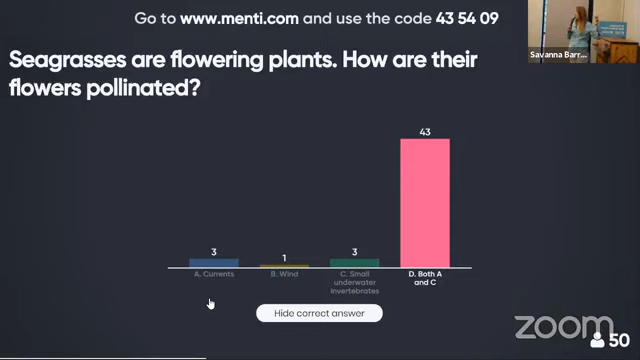 Go to www.menti.com and use the code 43 54 09
Savanna Barr...
Seagrasses are flowering plants. How are their
flowers pollinated?
43
3
1
3
A. Currents
B. Wind
C. Small
underwater
invertebrates
D. Both A
and C
Hide correct answer
zoom
50